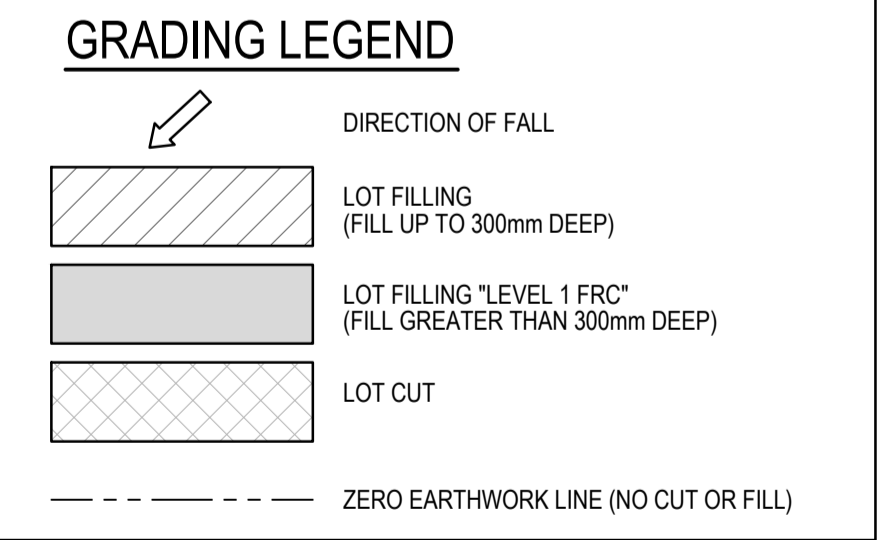 GRADING LEGEND
DIRECTION OF FALL
LOT FILLING
(FILL UP TO 300mm DEEP)
LOT FILLING "LEVEL 1 FRC"
(FILL GREATER THAN 300mm DEEP)
LOT CUT
ZERO EARTHWORK LINE (NO CUT OR FILL)